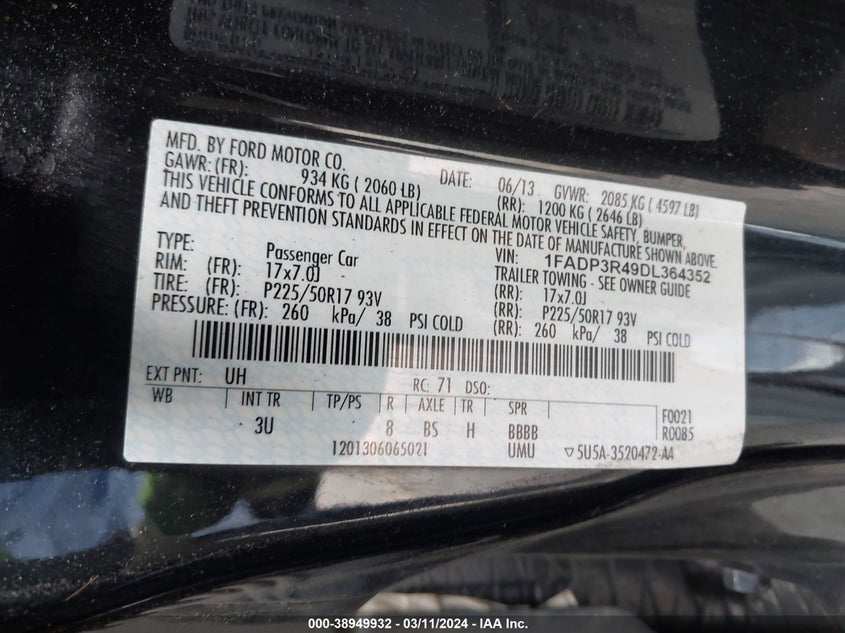 MFD. BY FORD MOTOR CO. DATE: 06/13 GVWR: 2085 KG ( 4597 LB)
GAWR: (FR): 934 KG ( 2060 LB) (RR): 1200 KG ( 2646 LB)
THIS VEHICLE CONFORMS TO ALL APPLICABLE FEDERAL MOTOR VEHICLE SAFETY, BUMPER,
AND THEFT PREVENTION STANDARDS IN EFFECT ON THE DATE OF MANUFACTURE SHOWN ABOVE.
VIN: 1FADP3R49DL364352
TYPE: Passenger Car TRAILER TOWING - SEE OWNER GUIDE
RIM: (FR): 17x7.0J (RR): 17x7.0J
TIRE: (FR): P225/50R17 93V (RR): P225/50R17 93V
PRESSURE: (FR): 260 kPa/ 38 PSI COLD (RR): 260 kPa/ 38 PSI COLD
EXT PNT: UH RC: 71 DSO:
WB INT TR TP/PS R AXLE TR SPR F0021
3U 8 BS H BBBB R0085
1201306065021 UMU ▽5U5A-3520472-AA
000-38949932 - 03/11/2024 - IAA Inc.